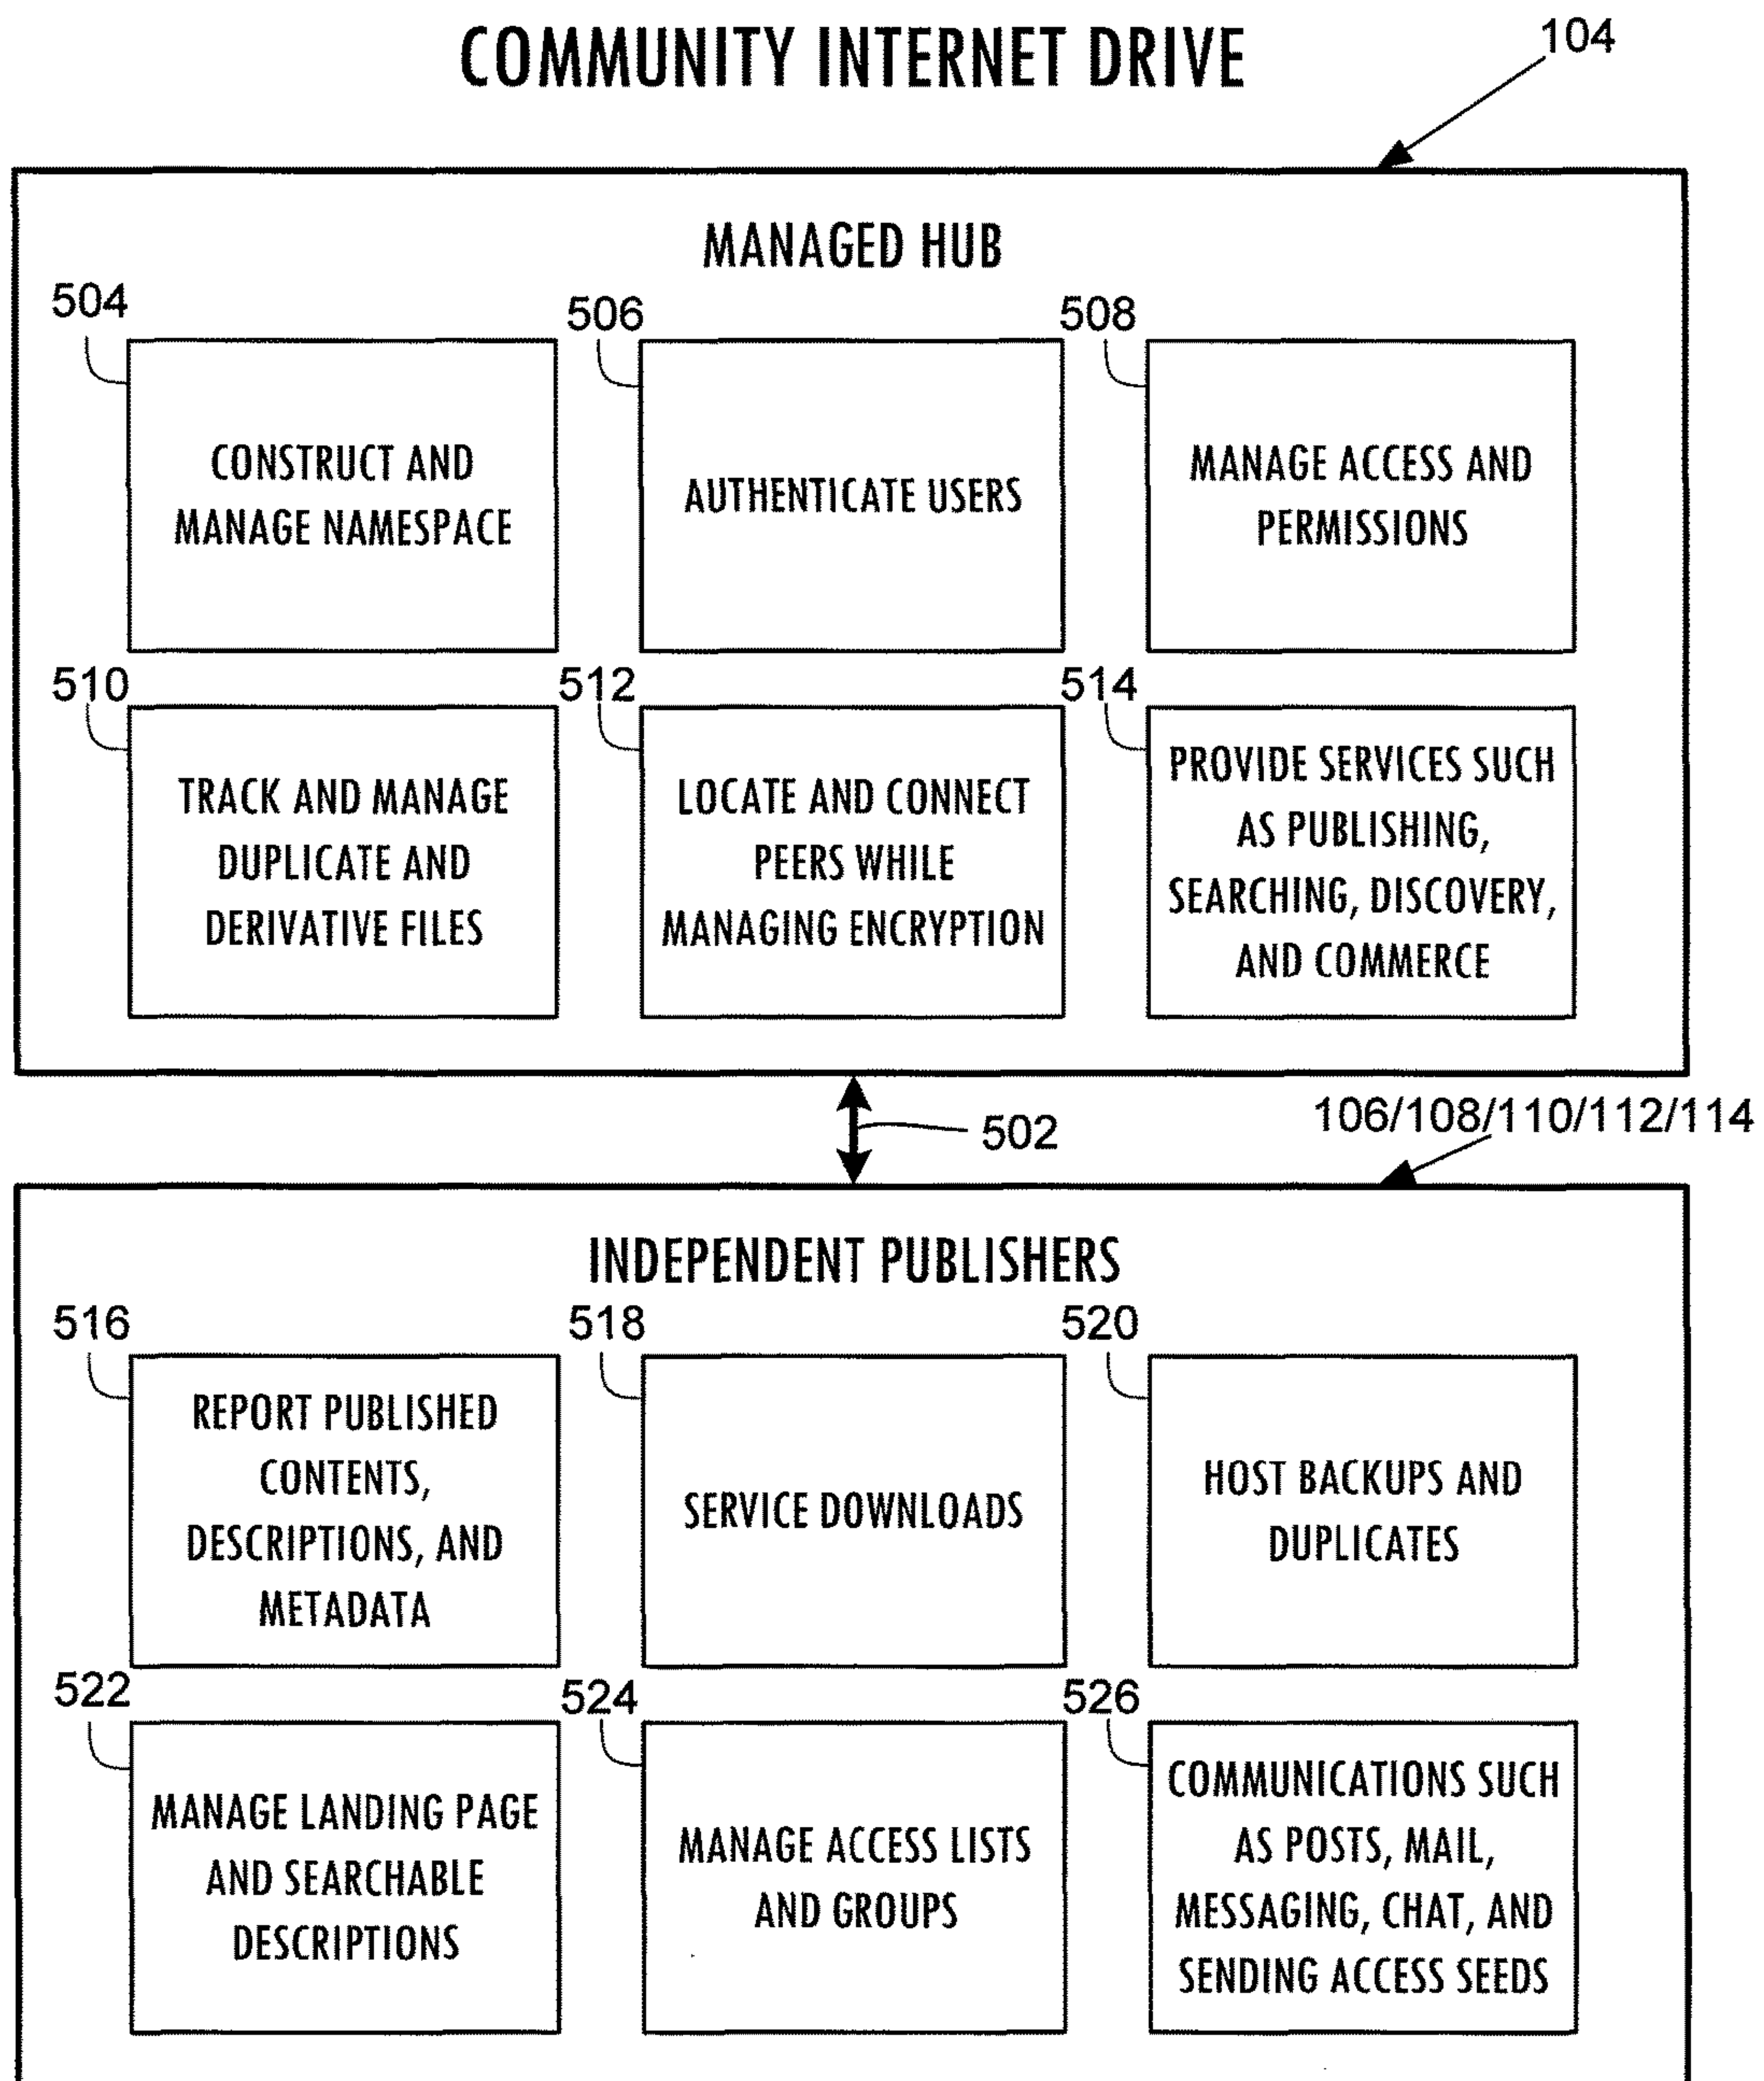 COMMUNITY INTERNET DRIVE
104
MANAGED HUB
504
506
508
CONSTRUCT AND
MANAGE NAMESPACE
AUTHENTICATE USERS
MANAGE ACCESS AND
PERMISSIONS
510
512
514
TRACK AND MANAGE
DUPLICATE AND
DERIVATIVE FILES
LOCATE AND CONNECT
PEERS WHILE
MANAGING ENCRYPTION
PROVIDE SERVICES SUCH
AS PUBLISHING,
SEARCHING, DISCOVERY,
AND COMMERCE
502
106/108/110/112/114
INDEPENDENT PUBLISHERS
516
518
520
REPORT PUBLISHED
CONTENTS,
DESCRIPTIONS, AND
METADATA
SERVICE DOWNLOADS
HOST BACKUPS AND
DUPLICATES
522
524
526
MANAGE LANDING PAGE
AND SEARCHABLE
DESCRIPTIONS
MANAGE ACCESS LISTS
AND GROUPS
COMMUNICATIONS SUCH
AS POSTS, MAIL,
MESSAGING, CHAT, AND
SENDING ACCESS SEEDS